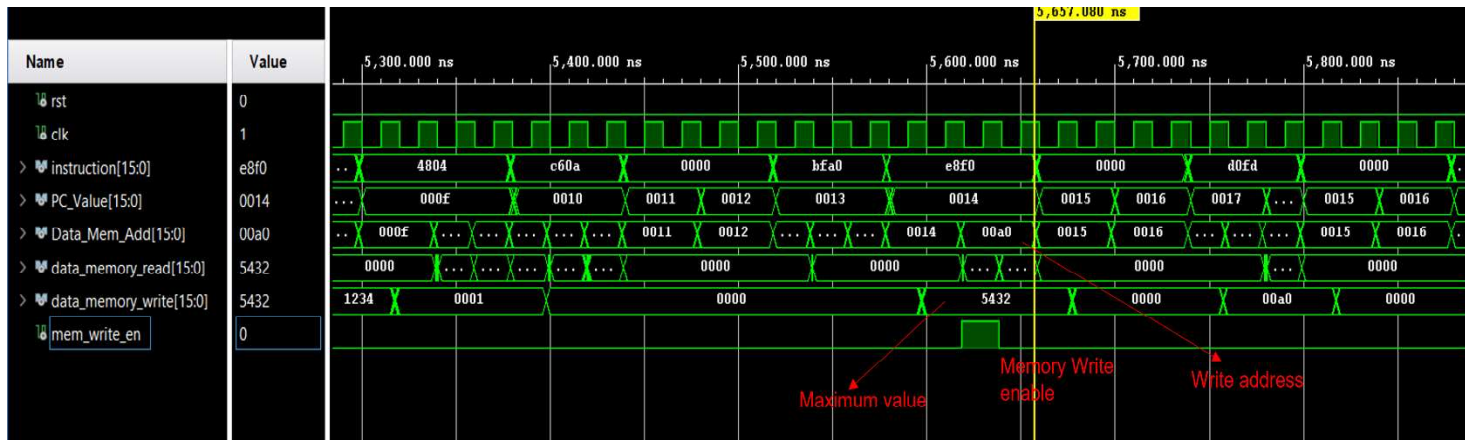 5,657.080 ns
Name Value
5,300.000 ns 5,400.000 ns 5,500.000 ns 5,600.000 ns 5,700.000 ns 5,800.000 ns
rst 0
clk 1
instruction[15:0] e8f0 .. 4804 c60a 0000 bfa0 e8f0 0000 d0fd 0000 ..
PC_Value[15:0] 0014 ... 000f 0010 0011 0012 0013 0014 0015 0016 0017 ... 0015 0016
Data_Mem_Add[15:0] 00a0 .. 000f ... ... ... ... ... 0011 0012 ... ... ... 0014 00a0 0015 0016 ... ... ... 0015 0016 ..
data_memory_read[15:0] 5432 0000 ... ... ... ... ... 0000 0000 ... ... 0000 ... 0000
data_memory_write[15:0] 5432 1234 0001 0000 5432 0000 00a0 0000
mem_write_en 0
Maximum value
Memory Write
enable
Write address